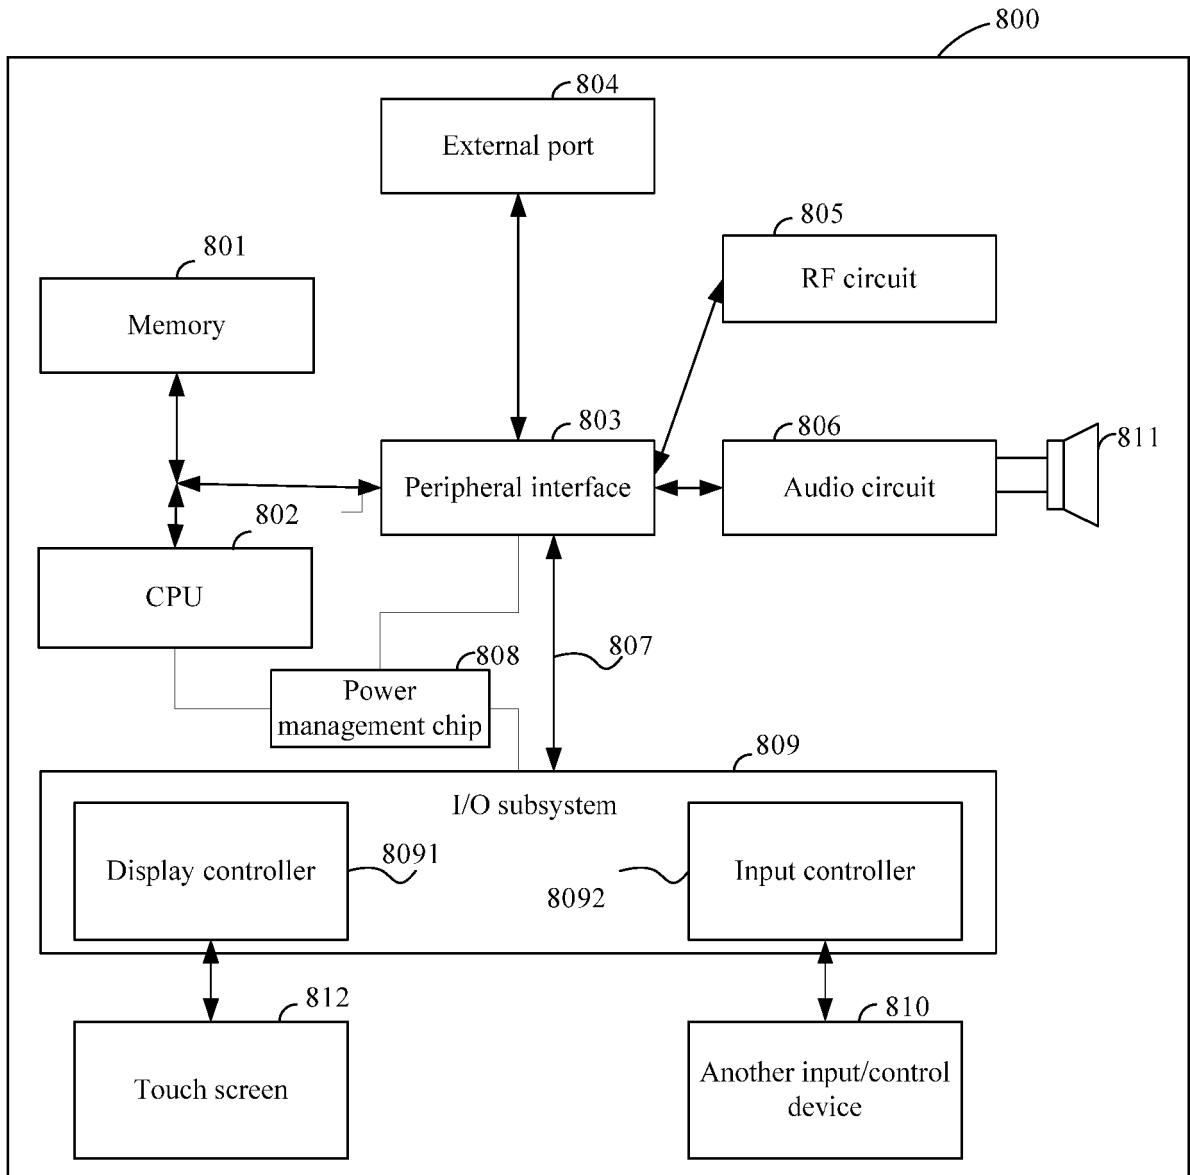 800
804
External port
805
RF circuit
801
Memory
803
Peripheral interface
806
Audio circuit
811
802
CPU
807
808
Power
management chip
809
I/O subsystem
Display controller
8091
8092
Input controller
812
Touch screen
810
Another input/control
device